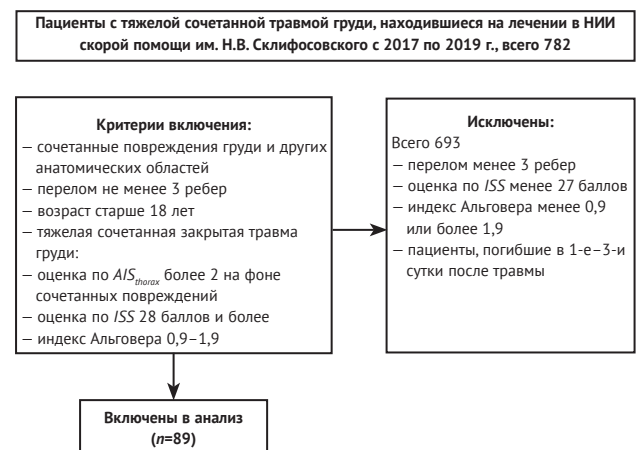 Пациенты с тяжелой сочетанной травмой груди, находившиеся на лечении в НИИ
скорой помощи им. Н.В. Склифосовского с 2017 по 2019 г., всего 782
Критерии включения:
— сочетанные повреждения груди и других
анатомических областей
— перелом не менее 3 ребер
— возраст старше 18 лет
— тяжелая сочетанная закрытая травма
груди:
— оценка по AISthorax более 2 на фоне
сочетанных повреждений
— оценка по ISS 28 баллов и более
— индекс Альговера 0,9–1,9
Исключены:
Всего 693
— перелом менее 3 ребер
— оценка по ISS менее 27 баллов
— индекс Альговера менее 0,9
или более 1,9
— пациенты, погибшие в 1-е–3-и
сутки после травмы
Включены в анализ
(n=89)